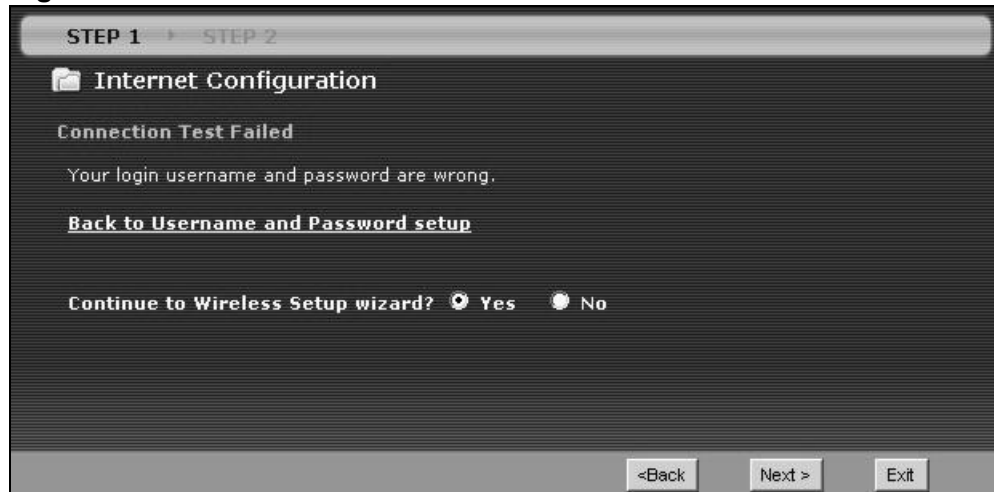 STEP 1 STEP 2
Internet Configuration
Connection Test Failed
Your login username and password are wrong.
Back to Username and Password setup
Continue to Wireless Setup wizard? Yes No
<Back Next > Exit